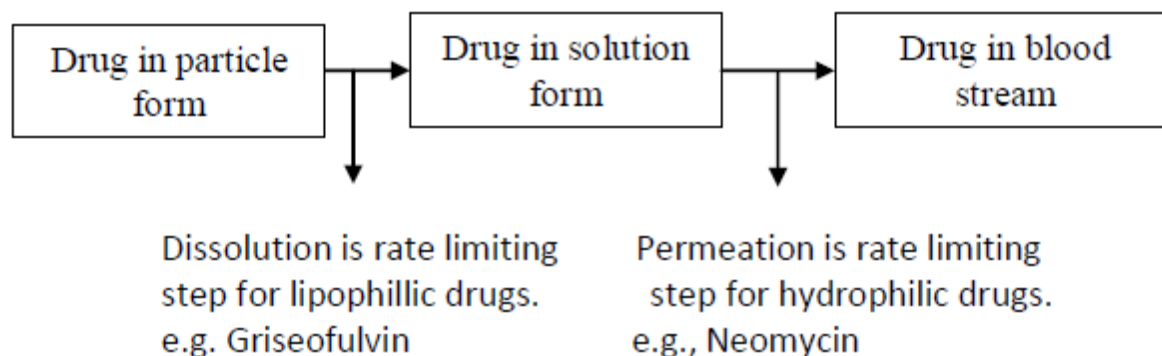 Drug in particle
form
Drug in solution
form
Drug in blood
stream
Dissolution is rate limiting
step for lipophillic drugs.
e.g. Griseofulvin
Permeation is rate limiting
step for hydrophilic drugs.
e.g., Neomycin